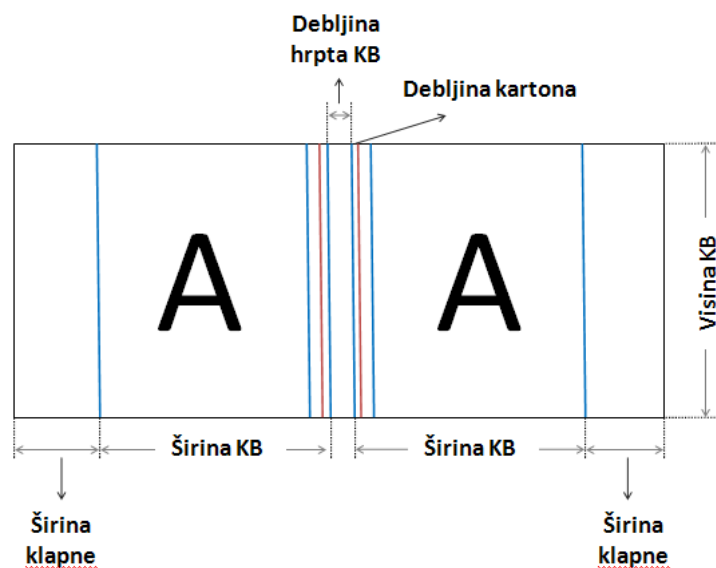 Debljina
hrpta KB
Debljina kartona
A
A
Visina KB
Širina KB
Širina KB
Širina
klapne
Širina
klapne